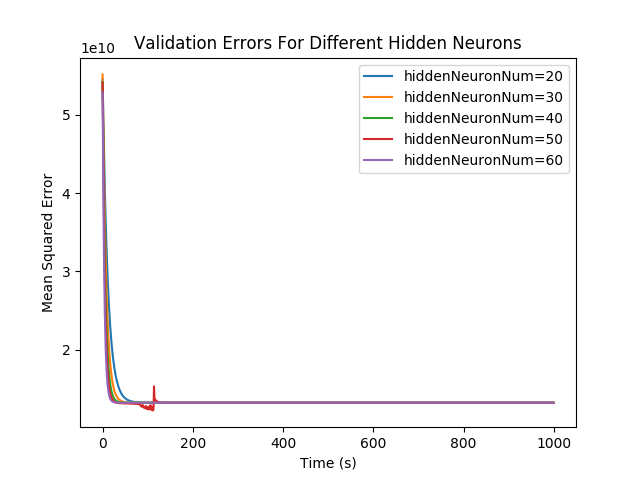 Validation Errors For Different Hidden Neurons
1e10
hiddenNeuronNum=20
hiddenNeuronNum=30
hiddenNeuronNum=40
hiddenNeuronNum=50
hiddenNeuronNum=60
5
4
3
2
Mean Squared Error
0 200 400 600 800 1000
Time (s)